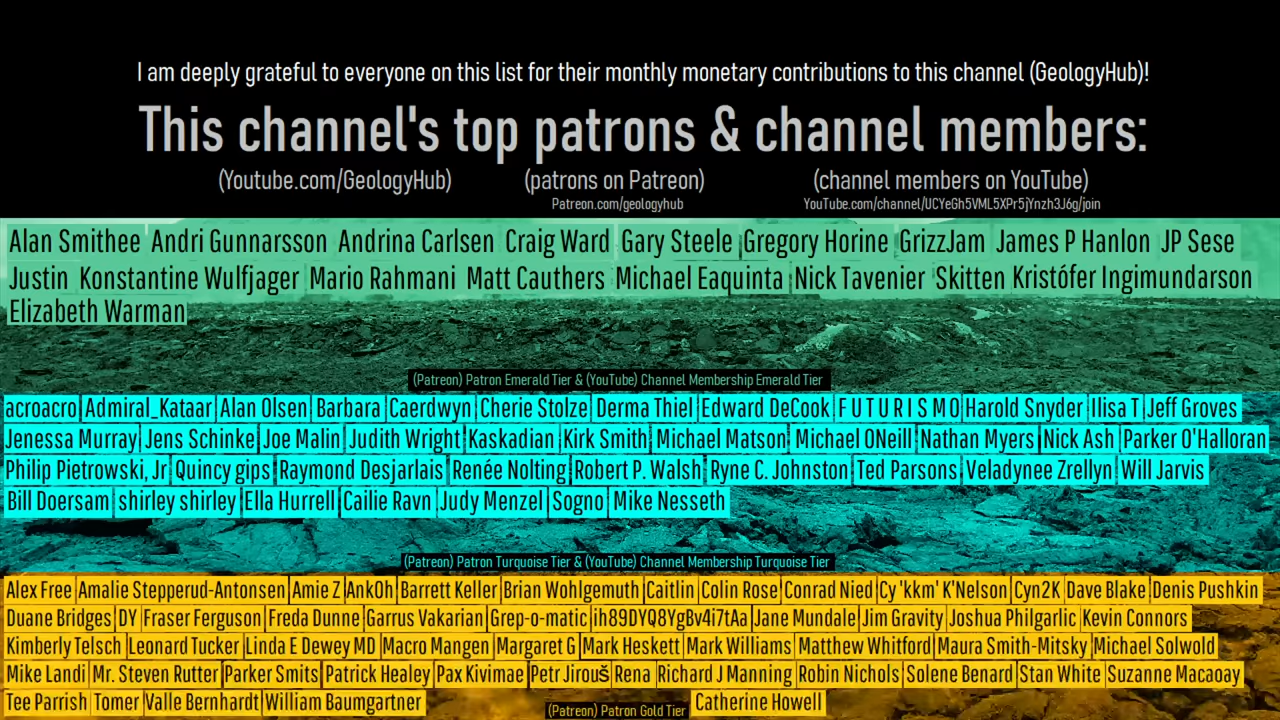 I am deeply grateful to everyone on this list for their monthly monetary contributions to this channel (GeologyHub)!
This channel's top patrons & channel members:
(Youtube.com/GeologyHub) (patrons on Patreon) (channel members on YouTube)
Patreon.com/geologyhub YouTube.com/channel/UCYeGh5VML5XPr5jYnzh3J6g/join
Alan Smithee Andri Gunnarsson Andrina Carlsen Craig Ward Gary Steele Gregory Horine GrizzJam James P Hanlon JP Sese
Justin Konstantine Wulfjager Mario Rahmani Matt Cauthers Michael Eaquinta Nick Tavenier Skitten Kristófer Ingimundarson
Elizabeth Warman
(Patreon) Patron Emerald Tier & (YouTube) Channel Membership Emerald Tier
acroacro Admiral_Kataar Alan Olsen Barbara Caerdwyn Cherie Stolze Derma Thiel Edward DeCook F U T U R I S M O Harold Snyder Ilisa T Jeff Groves
Jenessa Murray Jens Schinke Joe Malin Judith Wright Kaskadian Kirk Smith Michael Matson Michael ONeill Nathan Myers Nick Ash Parker O'Halloran
Philip Pietrowski, Jr Quincy gips Raymond Desjarlais Renée Nolting Robert P. Walsh Ryne C. Johnston Ted Parsons Veladynee Zrellyn Will Jarvis
Bill Doersam shirley shirley Ella Hurrell Cailie Ravn Judy Menzel Sogno Mike Nesseth
(Patreon) Patron Turquoise Tier & (YouTube) Channel Membership Turquoise Tier
Alex Free Amalie Stepperud-Antonsen Amie Z AnkOh Barrett Keller Brian Wohlgemuth Caitlin Colin Rose Conrad Nied Cy 'kkm' K'Nelson Cyn2K Dave Blake Denis Pushkin
Duane Bridges DY Fraser Ferguson Freda Dunne Garrus Vakarian Grep-o-matic ih89DYQ8YgBv4i7tAa Jane Mundale Jim Gravity Joshua Philgarlic Kevin Connors
Kimberly Telsch Leonard Tucker Linda E Dewey MD Macro Mangen Margaret G Mark Heskett Mark Williams Matthew Whitford Maura Smith-Mitsky Michael Solwold
Mike Landi Mr. Steven Rutter Parker Smits Patrick Healey Pax Kivimae Petr Jirouš Rena Richard J Manning Robin Nichols Solene Benard Stan White Suzanne Macaoay
Tee Parrish Tomer Valle Bernhardt William Baumgartner (Patreon) Patron Gold Tier Catherine Howell